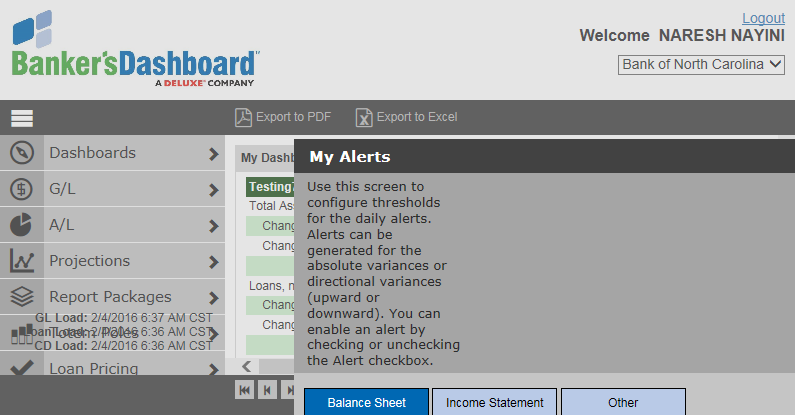 Logout
Welcome NARESH NAYINI
Banker'sDashboard™
A DELUXE® COMPANY
Bank of North Carolina
Export to PDF
Export to Excel
Dashboards
G/L
A/L
Projections
Report Packages
GL Load: 2/4/2016 6:37 AM CST
Loan Load: 2/4/2016 6:36 AM CST
Totem Poles
CD Load: 2/4/2016 6:36 AM CST
Loan Pricing
My Dashb
Testing
Total Ass
Chang
Chang
Loans, n
Chang
Chang
My Alerts
Use this screen to
configure thresholds
for the daily alerts.
Alerts can be
generated for the
absolute variances or
directional variances
(upward or
downward). You can
enable an alert by
checking or unchecking
the Alert checkbox.
Balance Sheet
Income Statement
Other